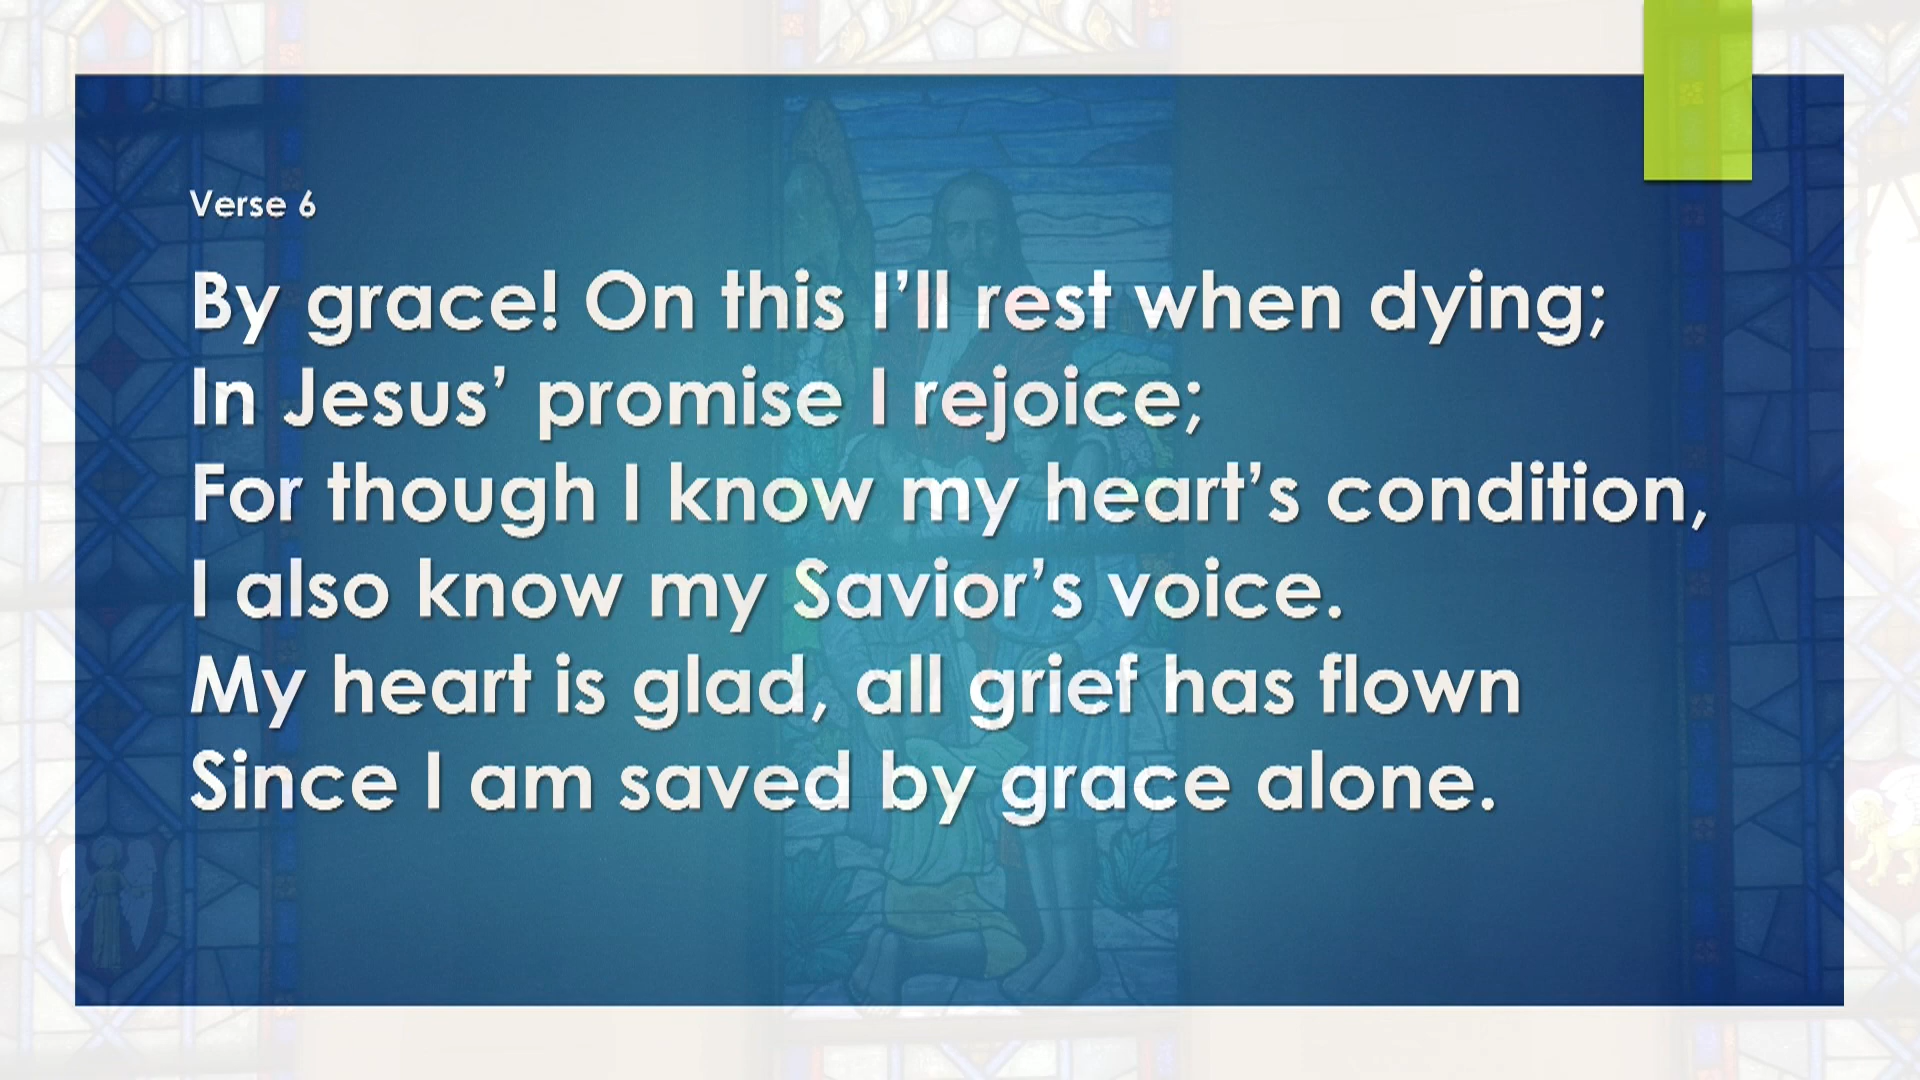 Verse 6
By grace! On this I’ll rest when dying;
In Jesus’ promise I rejoice;
For though I know my heart’s condition,
I also know my Savior’s voice.
My heart is glad, all grief has flown
Since I am saved by grace alone.